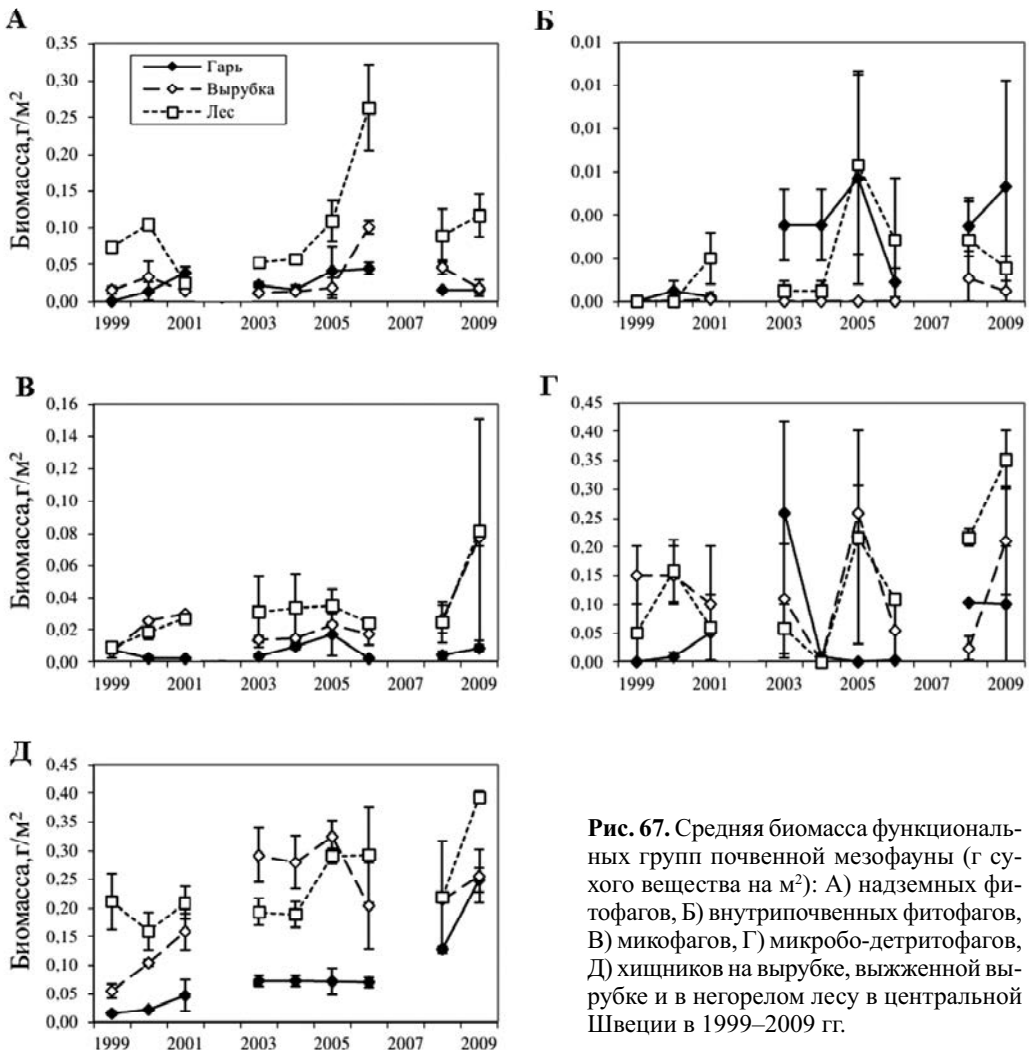 А
Биомасса,г/м²
0,35
0,30
0,25
0,20
0,15
0,10
0,05
0,00
Гарь
Вырубка
Лес
1999 2001 2003 2005 2007 2009
Б
0,01
0,01
0,01
0,01
0,00
0,00
0,00
1999 2001 2003 2005 2007 2009
В
Биомасса,г/м²
0,16
0,14
0,12
0,10
0,08
0,06
0,04
0,02
0,00
1999 2001 2003 2005 2007 2009
Г
0,45
0,40
0,35
0,30
0,25
0,20
0,15
0,10
0,05
0,00
1999 2001 2003 2005 2007 2009
Д
Биомасса,г/м²
0,45
0,40
0,35
0,30
0,25
0,20
0,15
0,10
0,05
0,00
1999 2001 2003 2005 2007 2009
Рис. 67. Средняя биомасса функциональ-
ных групп почвенной мезофауны (г су-
хого вещества на м²): А) надземных фи-
тофагов, Б) внутрипочвенных фитофагов,
В) микофагов, Г) микробо-детритофагов,
Д) хищников на вырубке, выжженной вы-
рубке и в негорелом лесу в центральной
Швеции в 1999–2009 гг.